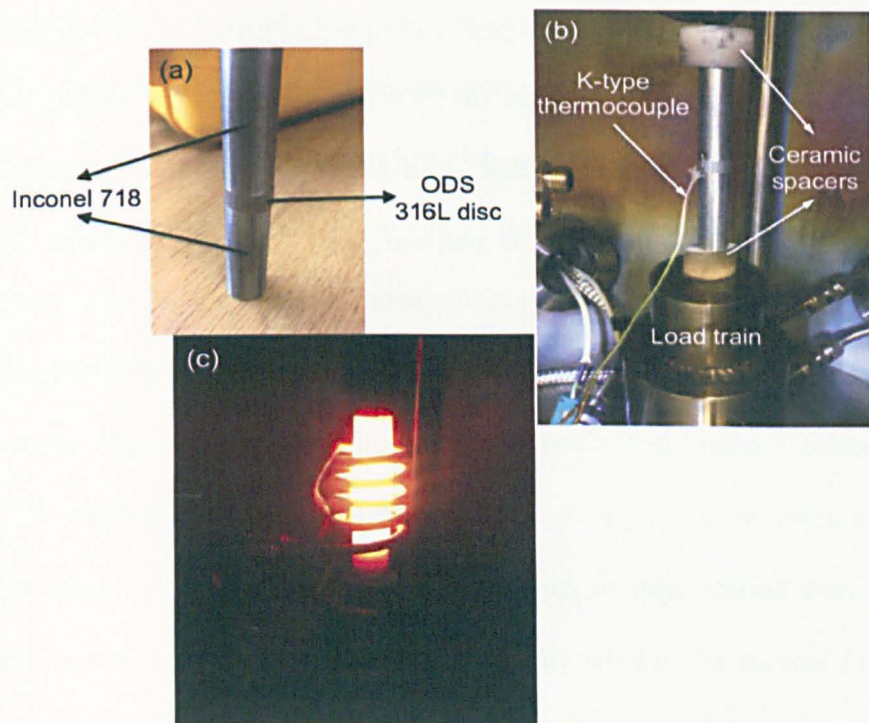 (a)
Inconel 718
ODS
316L disc
(b)
K-type
thermocouple
Ceramic
spacers
Load train
(c)